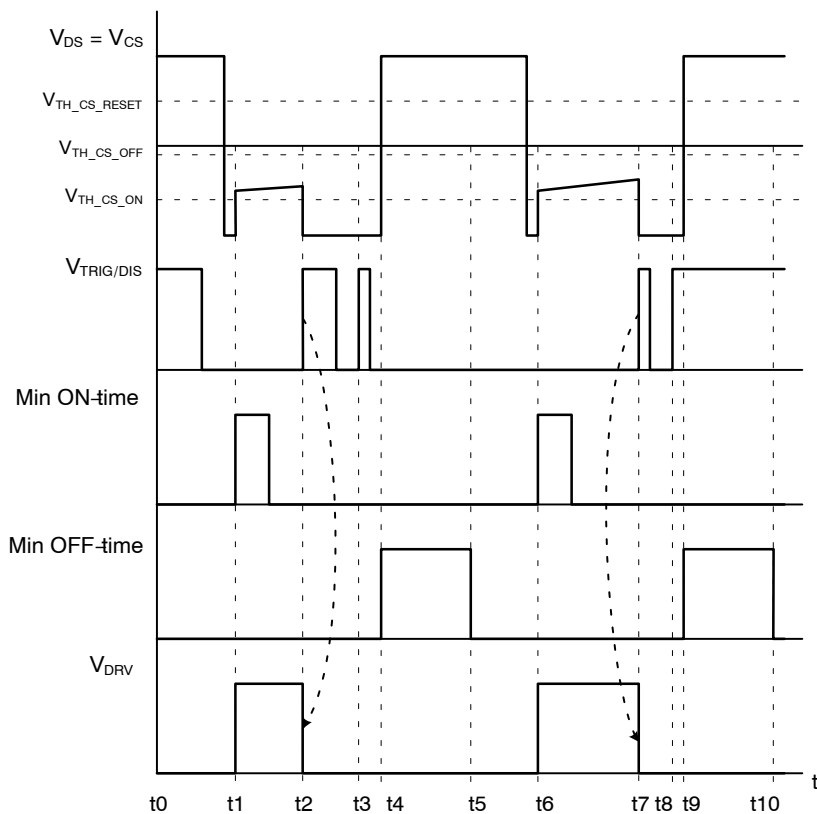 VDS = VCS
VTH_CS_RESET
VTH_CS_OFF
VTH_CS_ON
VTRIG/DIS
Min ON-time
Min OFF-time
VDRV
t
t0 t1 t2 t3 t4 t5 t6 t7 t8 t9 t10